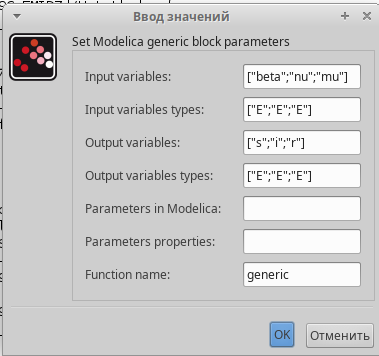 Ввод значений
Set Modelica generic block parameters
Input variables: ["beta";"nu";"mu"]
Input variables types: ["E";"E";"E"]
Output variables: ["s";"i";"r"]
Output variables types: ["E";"E";"E"]
Parameters in Modelica:
Parameters properties:
Function name: generic
OK Отменить